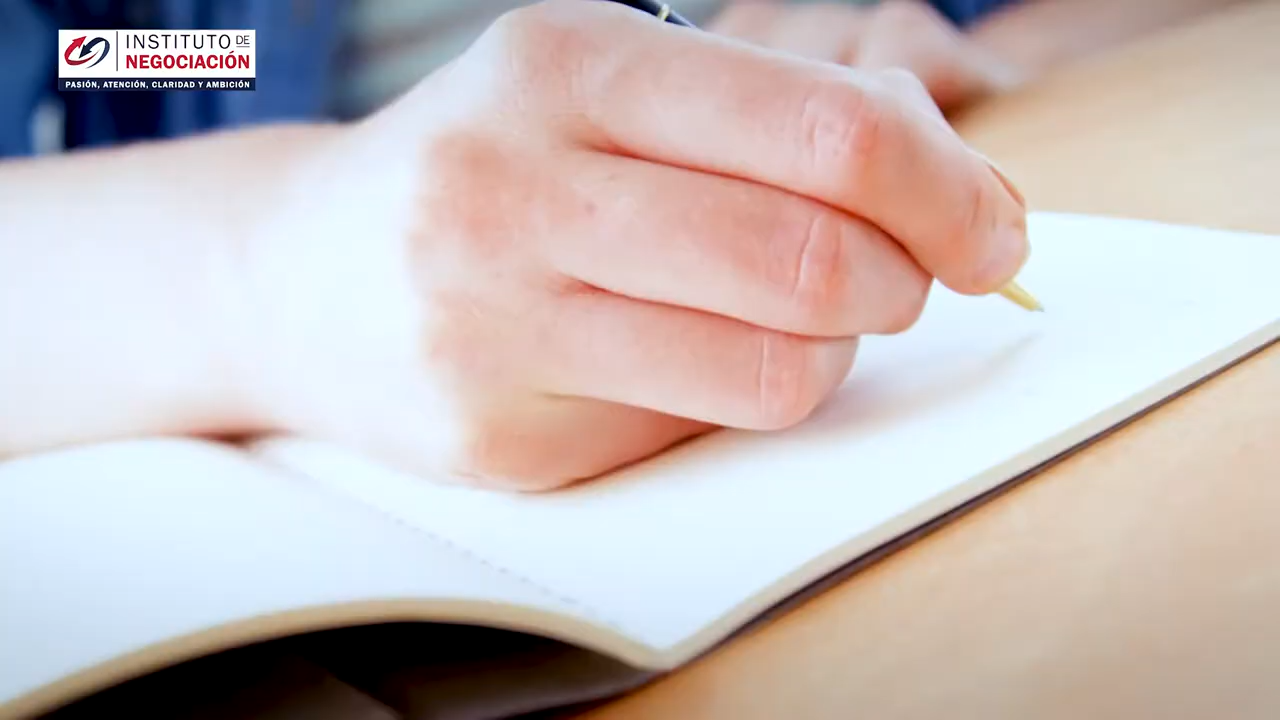 INSTITUTO DE
NEGOCIACIÓN
PASIÓN, ATENCIÓN, CLARIDAD Y AMBICIÓN